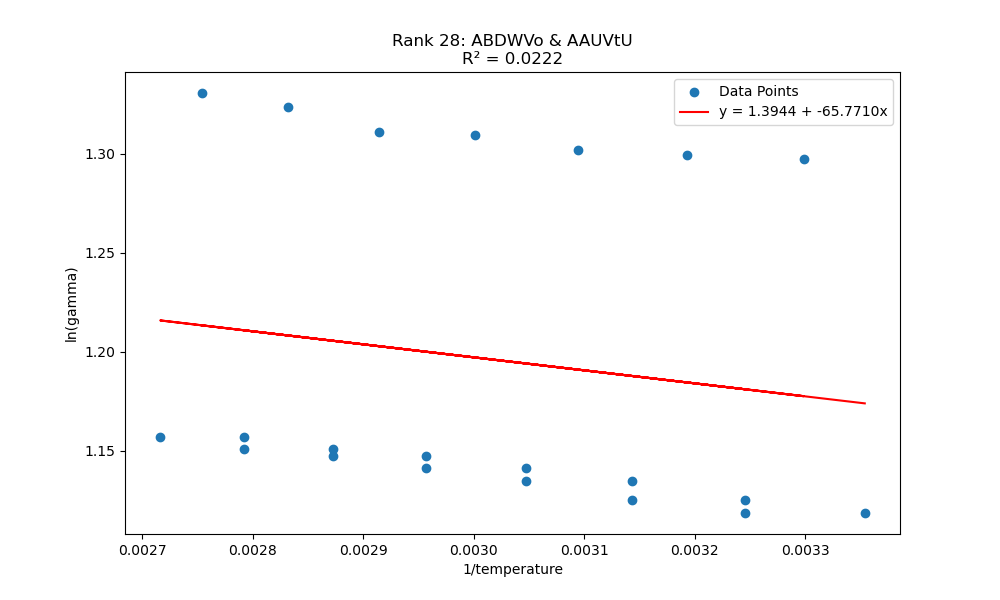 Rank 28: ABDWVo & AAUVtU
R² = 0.0222
Data Points
y = 1.3944 + -65.7710x
ln(gamma)
1.30
1.25
1.20
1.15
0.0027 0.0028 0.0029 0.0030 0.0031 0.0032 0.0033
1/temperature